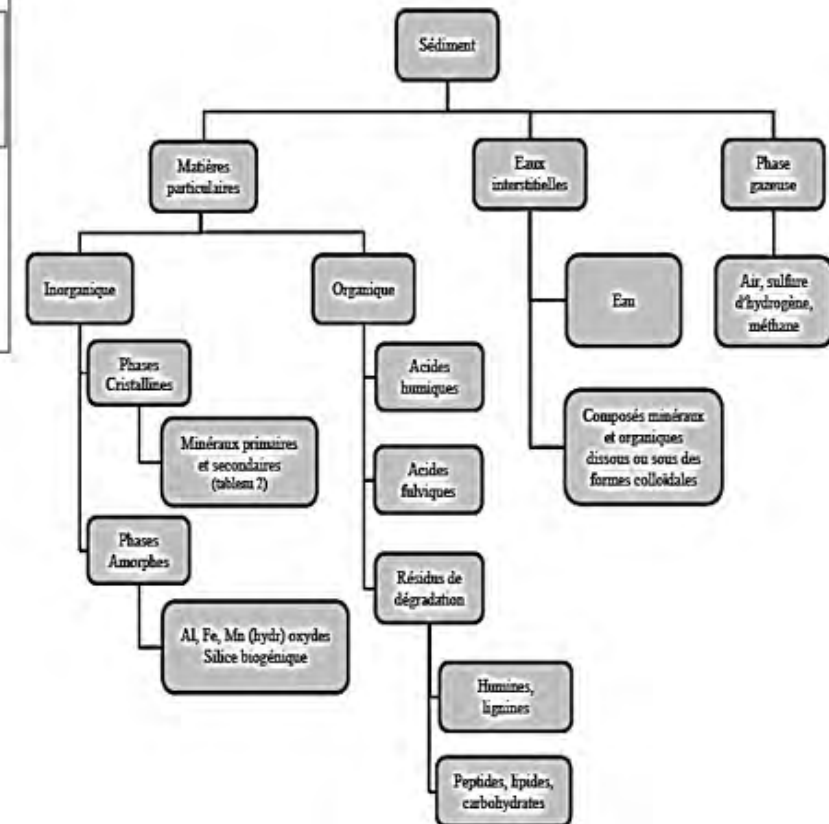 Sédiment
Matières
particulaires
Eaux
interstitielles
Phase
gazeuse
Inorganique
Organique
Eau
Air, sulfure
d'hydrogène,
méthane
Phases
Cristallines
Acides
humiques
Minéraux primaires
et secondaires
(tableau 2)
Composés minéraux
et organiques
dissous ou sous des
formes colloïdales
Acides
fulviques
Phases
Amorphes
Résidus de
dégradation
Al, Fe, Mn (hydr) oxydes
Silice biogénique
Humines,
lignines
Peptides, lipides,
carbohydrates